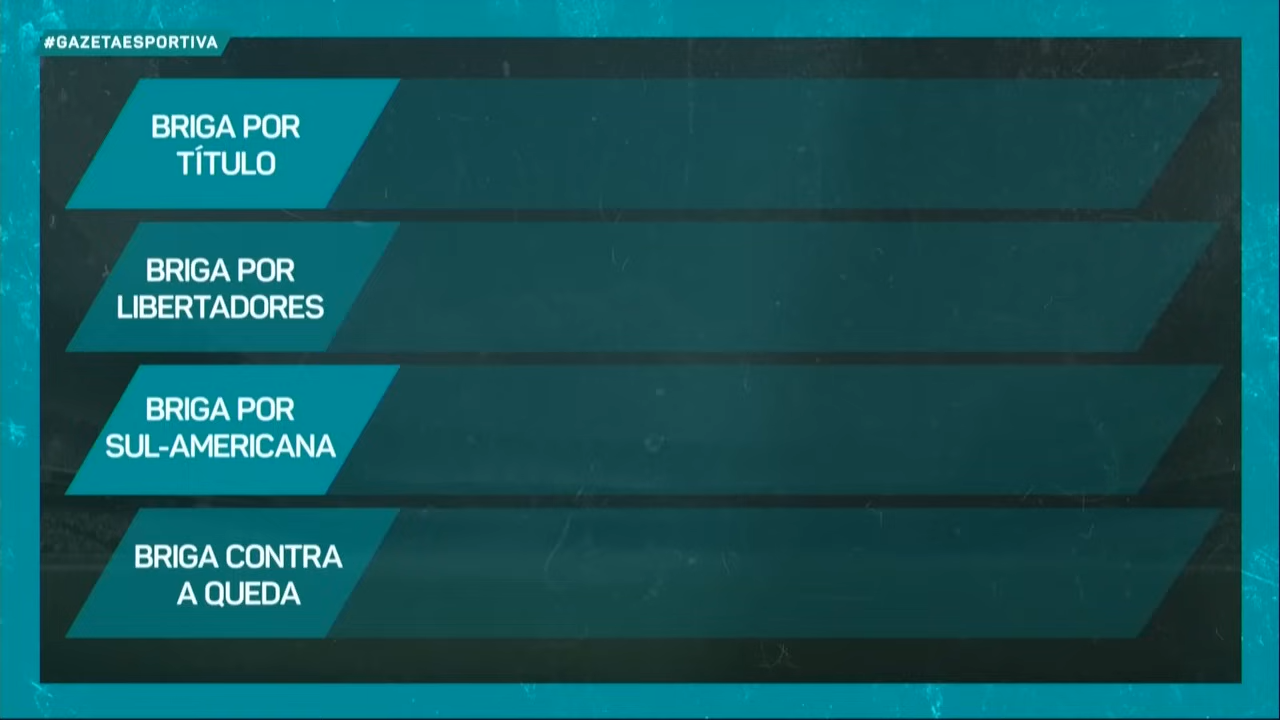 #GAZETAESPORTIVA
BRIGA POR
TÍTULO
BRIGA POR
LIBERTADORES
BRIGA POR
SUL-AMERICANA
BRIGA CONTRA
A QUEDA